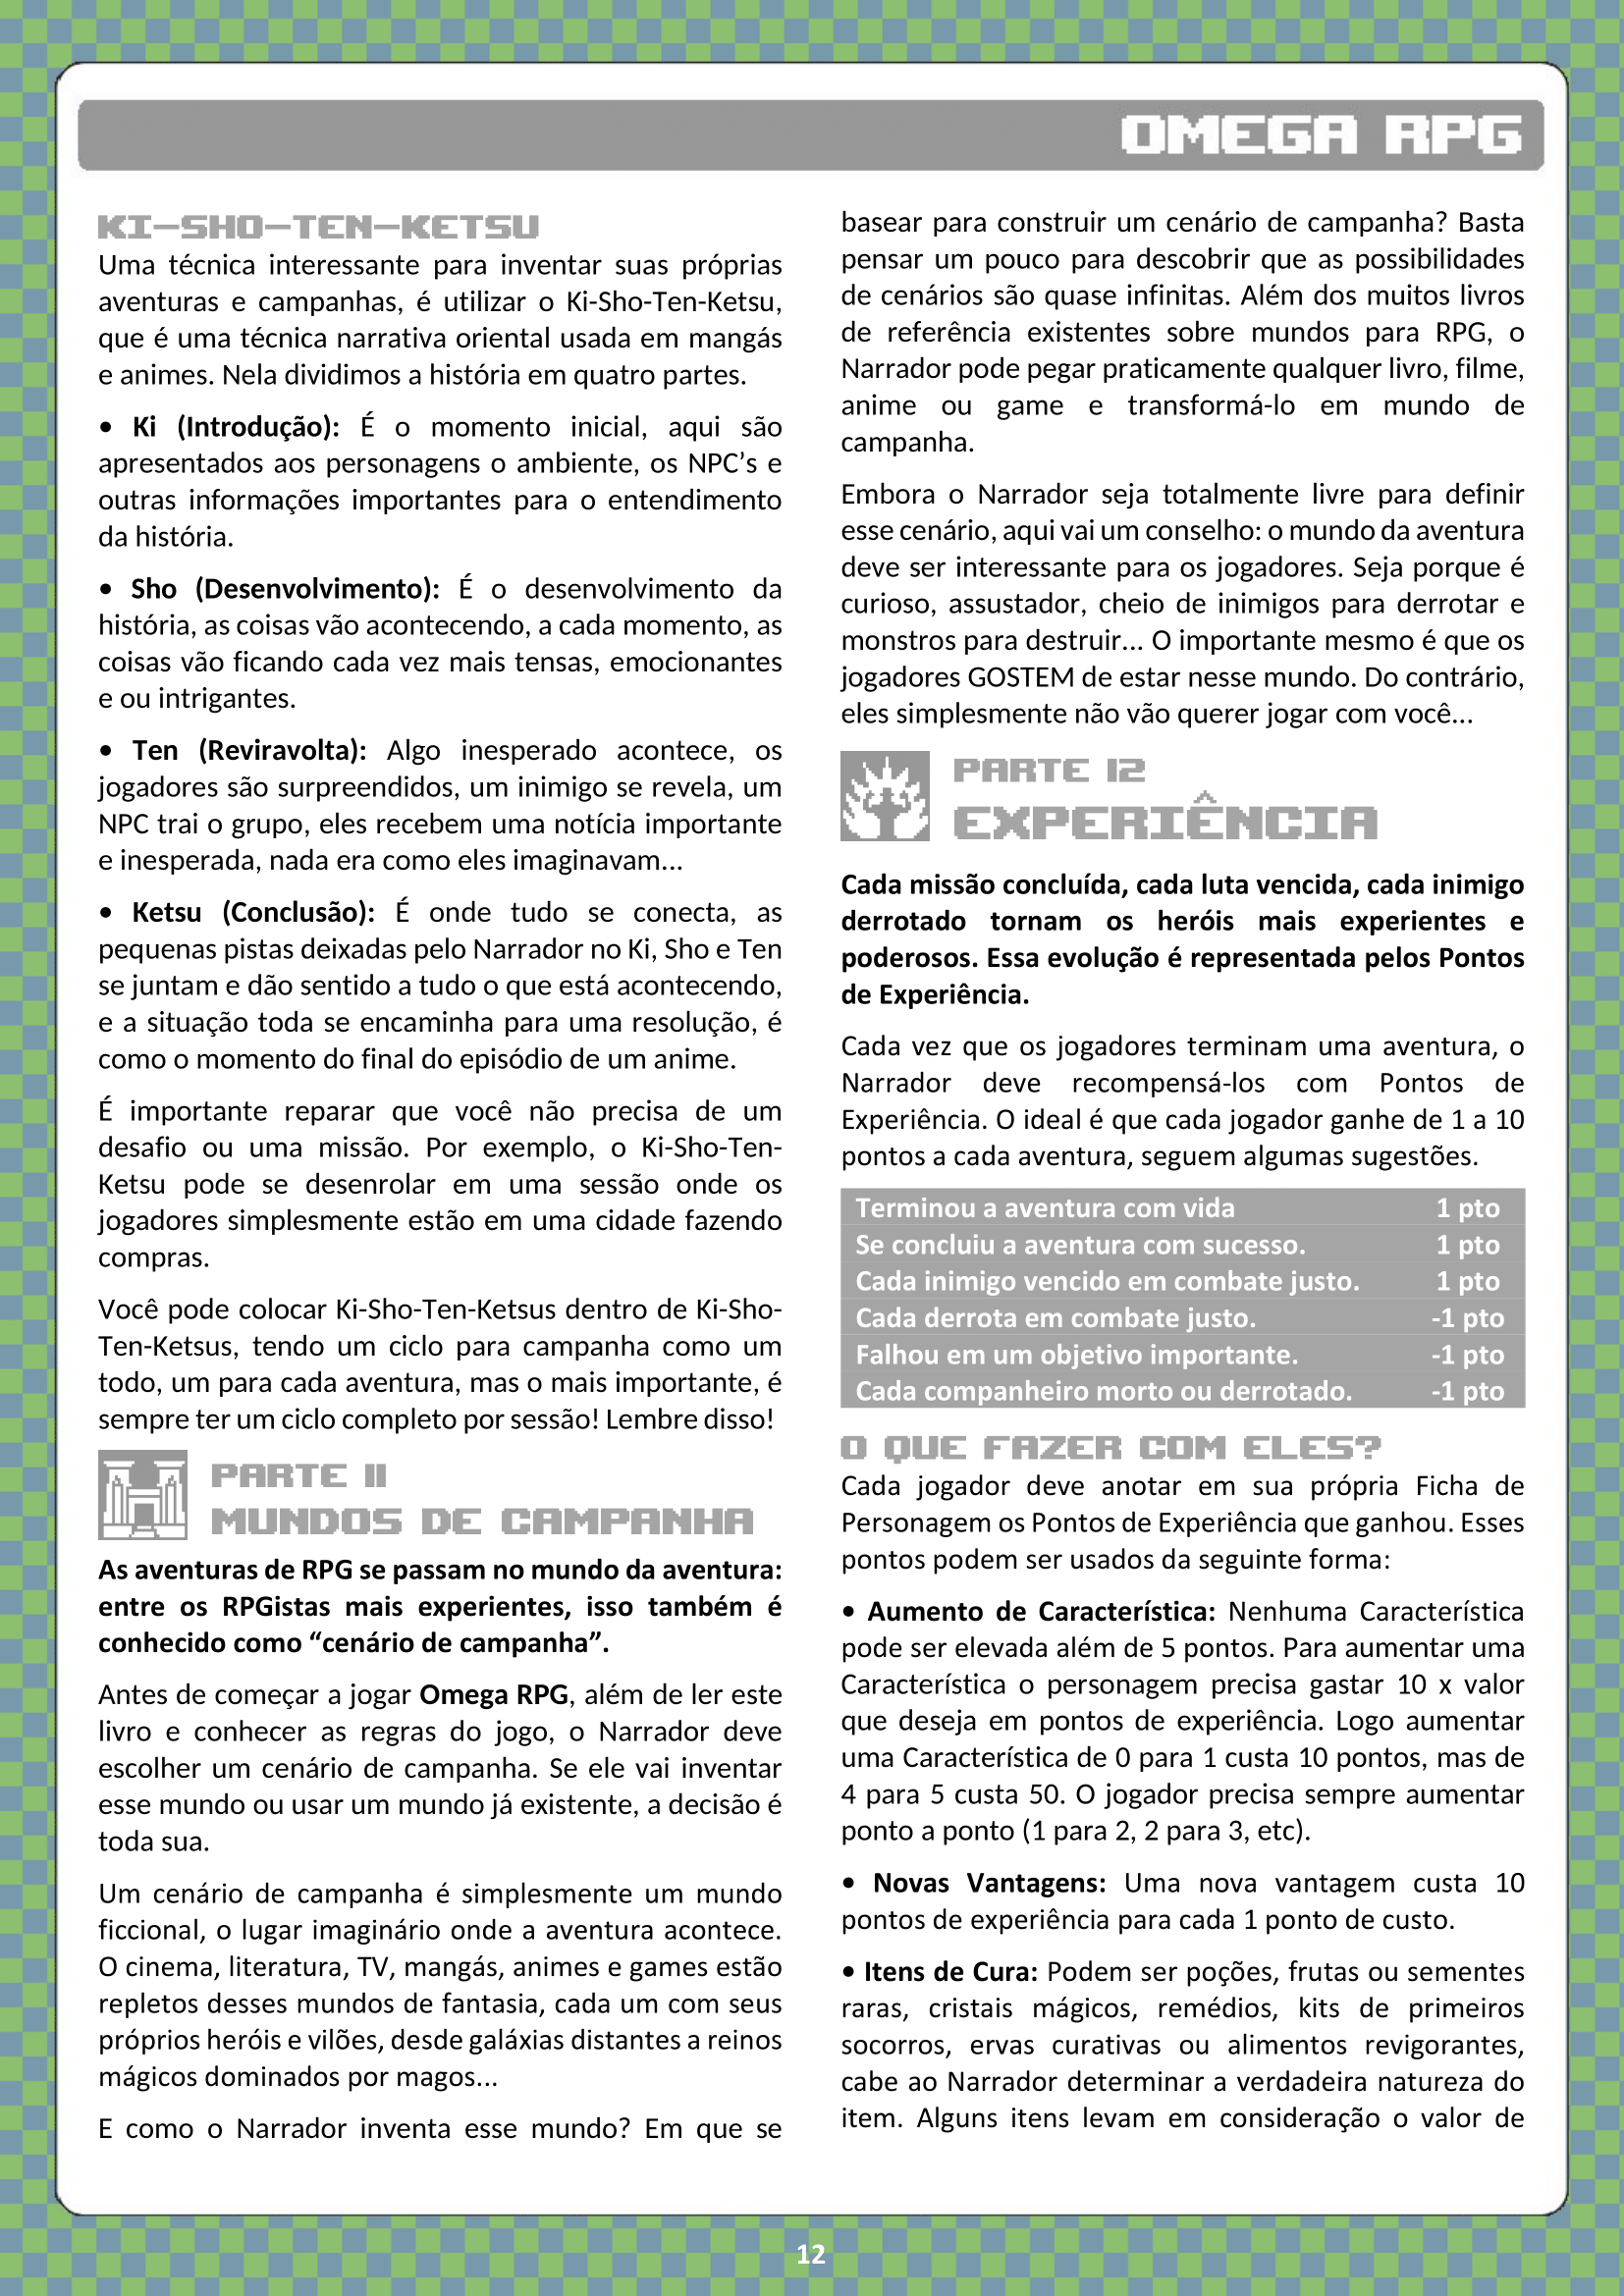 OMEGA RPG
KI-SHO-TEN-KETSU
Uma técnica interessante para inventar suas próprias
aventuras e campanhas, é utilizar o Ki-Sho-Ten-Ketsu,
que é uma técnica narrativa oriental usada em mangás
e animes. Nela dividimos a história em quatro partes.
• Ki (Introdução): É o momento inicial, aqui são
apresentados aos personagens o ambiente, os NPC’s e
outras informações importantes para o entendimento
da história.
• Sho (Desenvolvimento): É o desenvolvimento da
história, as coisas vão acontecendo, a cada momento, as
coisas vão ficando cada vez mais tensas, emocionantes
e ou intrigantes.
• Ten (Reviravolta): Algo inesperado acontece, os
jogadores são surpreendidos, um inimigo se revela, um
NPC trai o grupo, eles recebem uma notícia importante
e inesperada, nada era como eles imaginavam...
• Ketsu (Conclusão): É onde tudo se conecta, as
pequenas pistas deixadas pelo Narrador no Ki, Sho e Ten
se juntam e dão sentido a tudo o que está acontecendo,
e a situação toda se encaminha para uma resolução, é
como o momento do final do episódio de um anime.
É importante reparar que você não precisa de um
desafio ou uma missão. Por exemplo, o Ki-Sho-Ten-
Ketsu pode se desenrolar em uma sessão onde os
jogadores simplesmente estão em uma cidade fazendo
compras.
Você pode colocar Ki-Sho-Ten-Ketsus dentro de Ki-Sho-
Ten-Ketsus, tendo um ciclo para campanha como um
todo, um para cada aventura, mas o mais importante, é
sempre ter um ciclo completo por sessão! Lembre disso!
PARTE 11
MUNDOS DE CAMPANHA
As aventuras de RPG se passam no mundo da aventura:
entre os RPGistas mais experientes, isso também é
conhecido como “cenário de campanha”.
Antes de começar a jogar Omega RPG, além de ler este
livro e conhecer as regras do jogo, o Narrador deve
escolher um cenário de campanha. Se ele vai inventar
esse mundo ou usar um mundo já existente, a decisão é
toda sua.
Um cenário de campanha é simplesmente um mundo
ficcional, o lugar imaginário onde a aventura acontece.
O cinema, literatura, TV, mangás, animes e games estão
repletos desses mundos de fantasia, cada um com seus
próprios heróis e vilões, desde galáxias distantes a reinos
mágicos dominados por magos...
E como o Narrador inventa esse mundo? Em que se
basear para construir um cenário de campanha? Basta
pensar um pouco para descobrir que as possibilidades
de cenários são quase infinitas. Além dos muitos livros
de referência existentes sobre mundos para RPG, o
Narrador pode pegar praticamente qualquer livro, filme,
anime ou game e transformá-lo em mundo de
campanha.
Embora o Narrador seja totalmente livre para definir
esse cenário, aqui vai um conselho: o mundo da aventura
deve ser interessante para os jogadores. Seja porque é
curioso, assustador, cheio de inimigos para derrotar e
monstros para destruir... O importante mesmo é que os
jogadores GOSTEM de estar nesse mundo. Do contrário,
eles simplesmente não vão querer jogar com você...
PARTE 12
EXPERIÊNCIA
Cada missão concluída, cada luta vencida, cada inimigo
derrotado tornam os heróis mais experientes e
poderosos. Essa evolução é representada pelos Pontos
de Experiência.
Cada vez que os jogadores terminam uma aventura, o
Narrador deve recompensá-los com Pontos de
Experiência. O ideal é que cada jogador ganhe de 1 a 10
pontos a cada aventura, seguem algumas sugestões.
Terminou a aventura com vida 1 pto
Se concluiu a aventura com sucesso. 1 pto
Cada inimigo vencido em combate justo. 1 pto
Cada derrota em combate justo. -1 pto
Falhou em um objetivo importante. -1 pto
Cada companheiro morto ou derrotado. -1 pto
O QUE FAZER COM ELES?
Cada jogador deve anotar em sua própria Ficha de
Personagem os Pontos de Experiência que ganhou. Esses
pontos podem ser usados da seguinte forma:
• Aumento de Característica: Nenhuma Característica
pode ser elevada além de 5 pontos. Para aumentar uma
Característica o personagem precisa gastar 10 x valor
que deseja em pontos de experiência. Logo aumentar
uma Característica de 0 para 1 custa 10 pontos, mas de
4 para 5 custa 50. O jogador precisa sempre aumentar
ponto a ponto (1 para 2, 2 para 3, etc).
• Novas Vantagens: Uma nova vantagem custa 10
pontos de experiência para cada 1 ponto de custo.
• Itens de Cura: Podem ser poções, frutas ou sementes
raras, cristais mágicos, remédios, kits de primeiros
socorros, ervas curativas ou alimentos revigorantes,
cabe ao Narrador determinar a verdadeira natureza do
item. Alguns itens levam em consideração o valor de
12